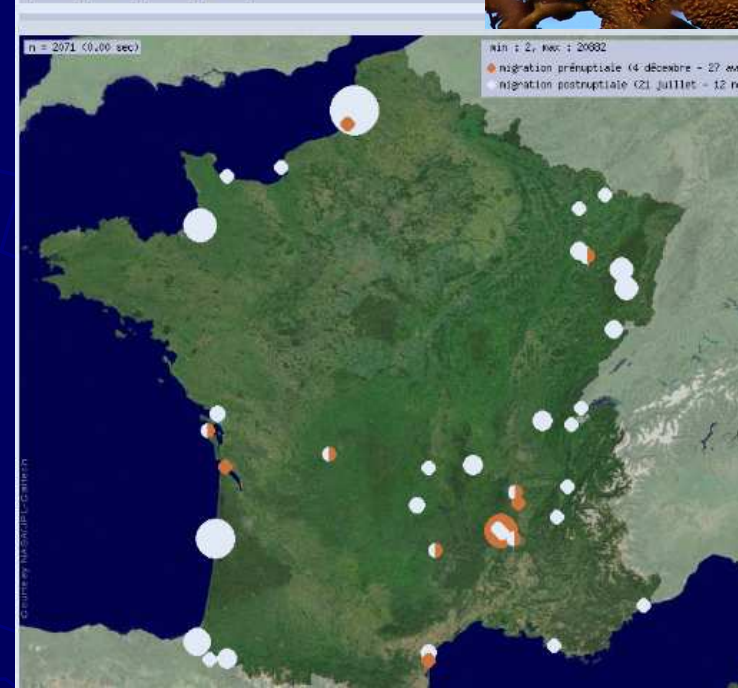 n = 2071 (0.00 sec)
min : 2, max : 20882
migration prénuptiale (4 décembre - 27 av
migration postnuptiale (21 juillet - 12 n
Courtesy NASA/JPL-Caltech